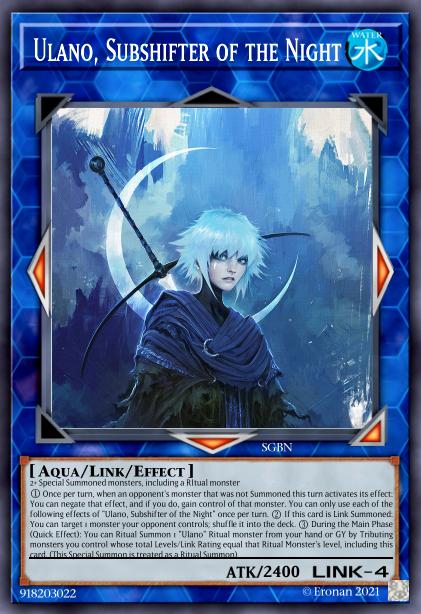 ULANO, SUBSHIFTER OF THE NIGHT
WATER
水
SGBN
[ AQUA/LINK/EFFECT ]
2+ Special Summoned monsters, including a RItual monster
① Once per turn, when an opponent's monster that was not Summoned this turn activates its effect:
You can negate that effect, and if you do, gain control of that monster. You can only use each of the
following effects of "Ulano, Subshifter of the Night" once per turn. ② If this card is Link Summoned:
You can target 1 monster your opponent controls; shuffle it into the deck. ③ During the Main Phase
(Quick Effect): You can Ritual Summon 1 "Ulano" Ritual monster from your hand or GY by Tributing
monsters you control whose total Levels/Link Rating equal that Ritual Monster's level, including this
card. (This Special Summon is treated as a Ritual Summon)
ATK/2400 LINK-4
918203022
© Eronan 2021